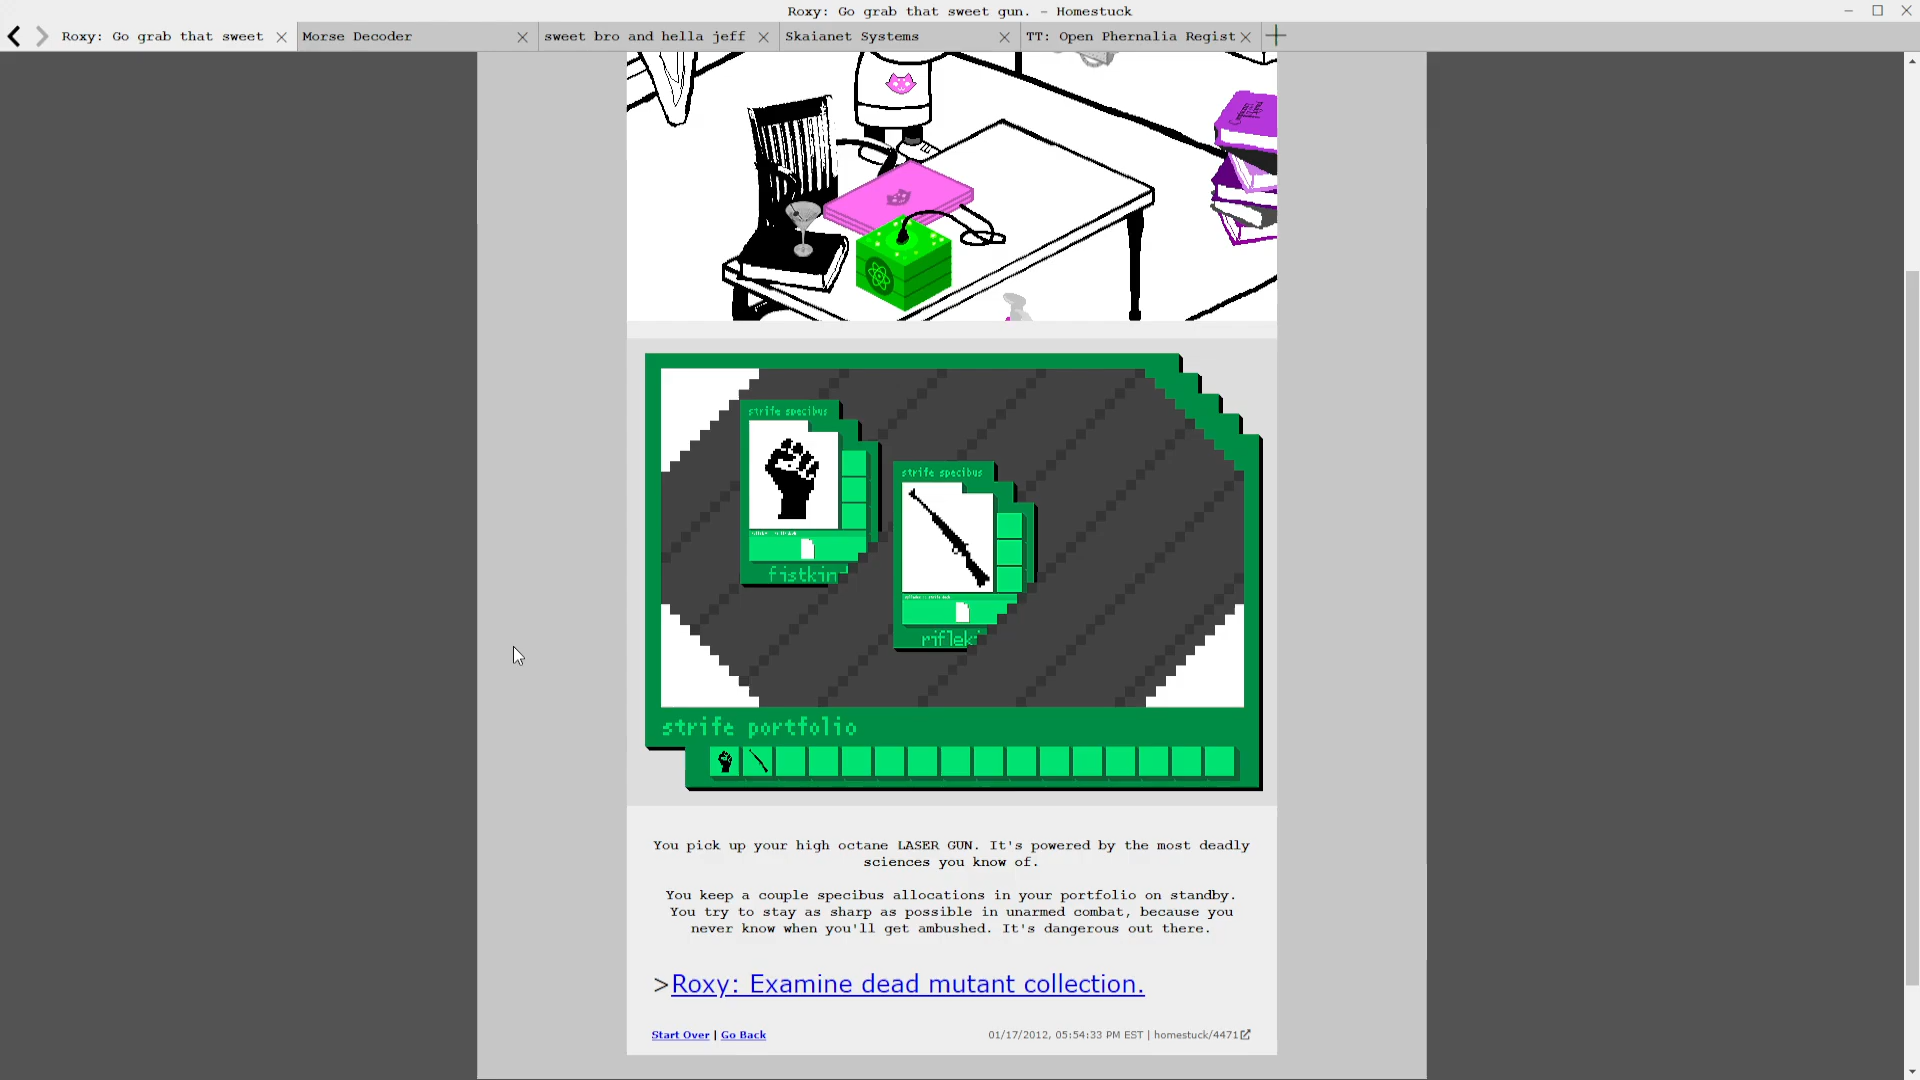 Roxy: Go grab that sweet gun. - Homestuck
Roxy: Go grab that sweet
Morse Decoder
sweet bro and hella jeff
Skaianet Systems
TT: Open Phernalia Regist
strife specibus
fistkin
strife specibus
riflek
strife portfolio
You pick up your high octane LASER GUN. It's powered by the most deadly
sciences you know of.
You keep a couple specibus allocations in your portfolio on standby.
You try to stay as sharp as possible in unarmed combat, because you
never know when you'll get ambushed. It's dangerous out there.
>Roxy: Examine dead mutant collection.
Start Over | Go Back
01/17/2012, 05:54:33 PM EST | homestuck/4471